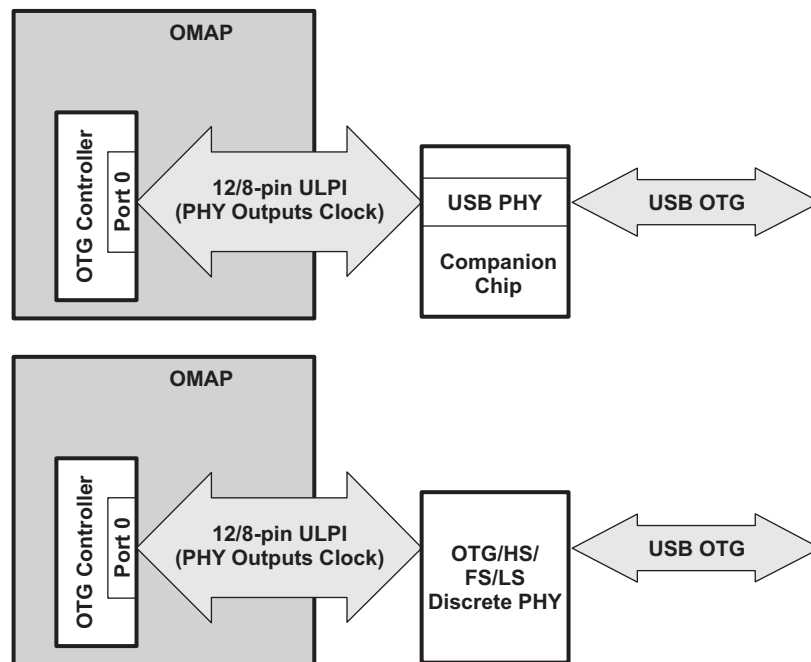 OMAP
OTG Controller
Port 0
12/8-pin ULPI
(PHY Outputs Clock)
USB PHY
Companion
Chip
USB OTG
OMAP
OTG Controller
Port 0
12/8-pin ULPI
(PHY Outputs Clock)
OTG/HS/
FS/LS
Discrete PHY
USB OTG